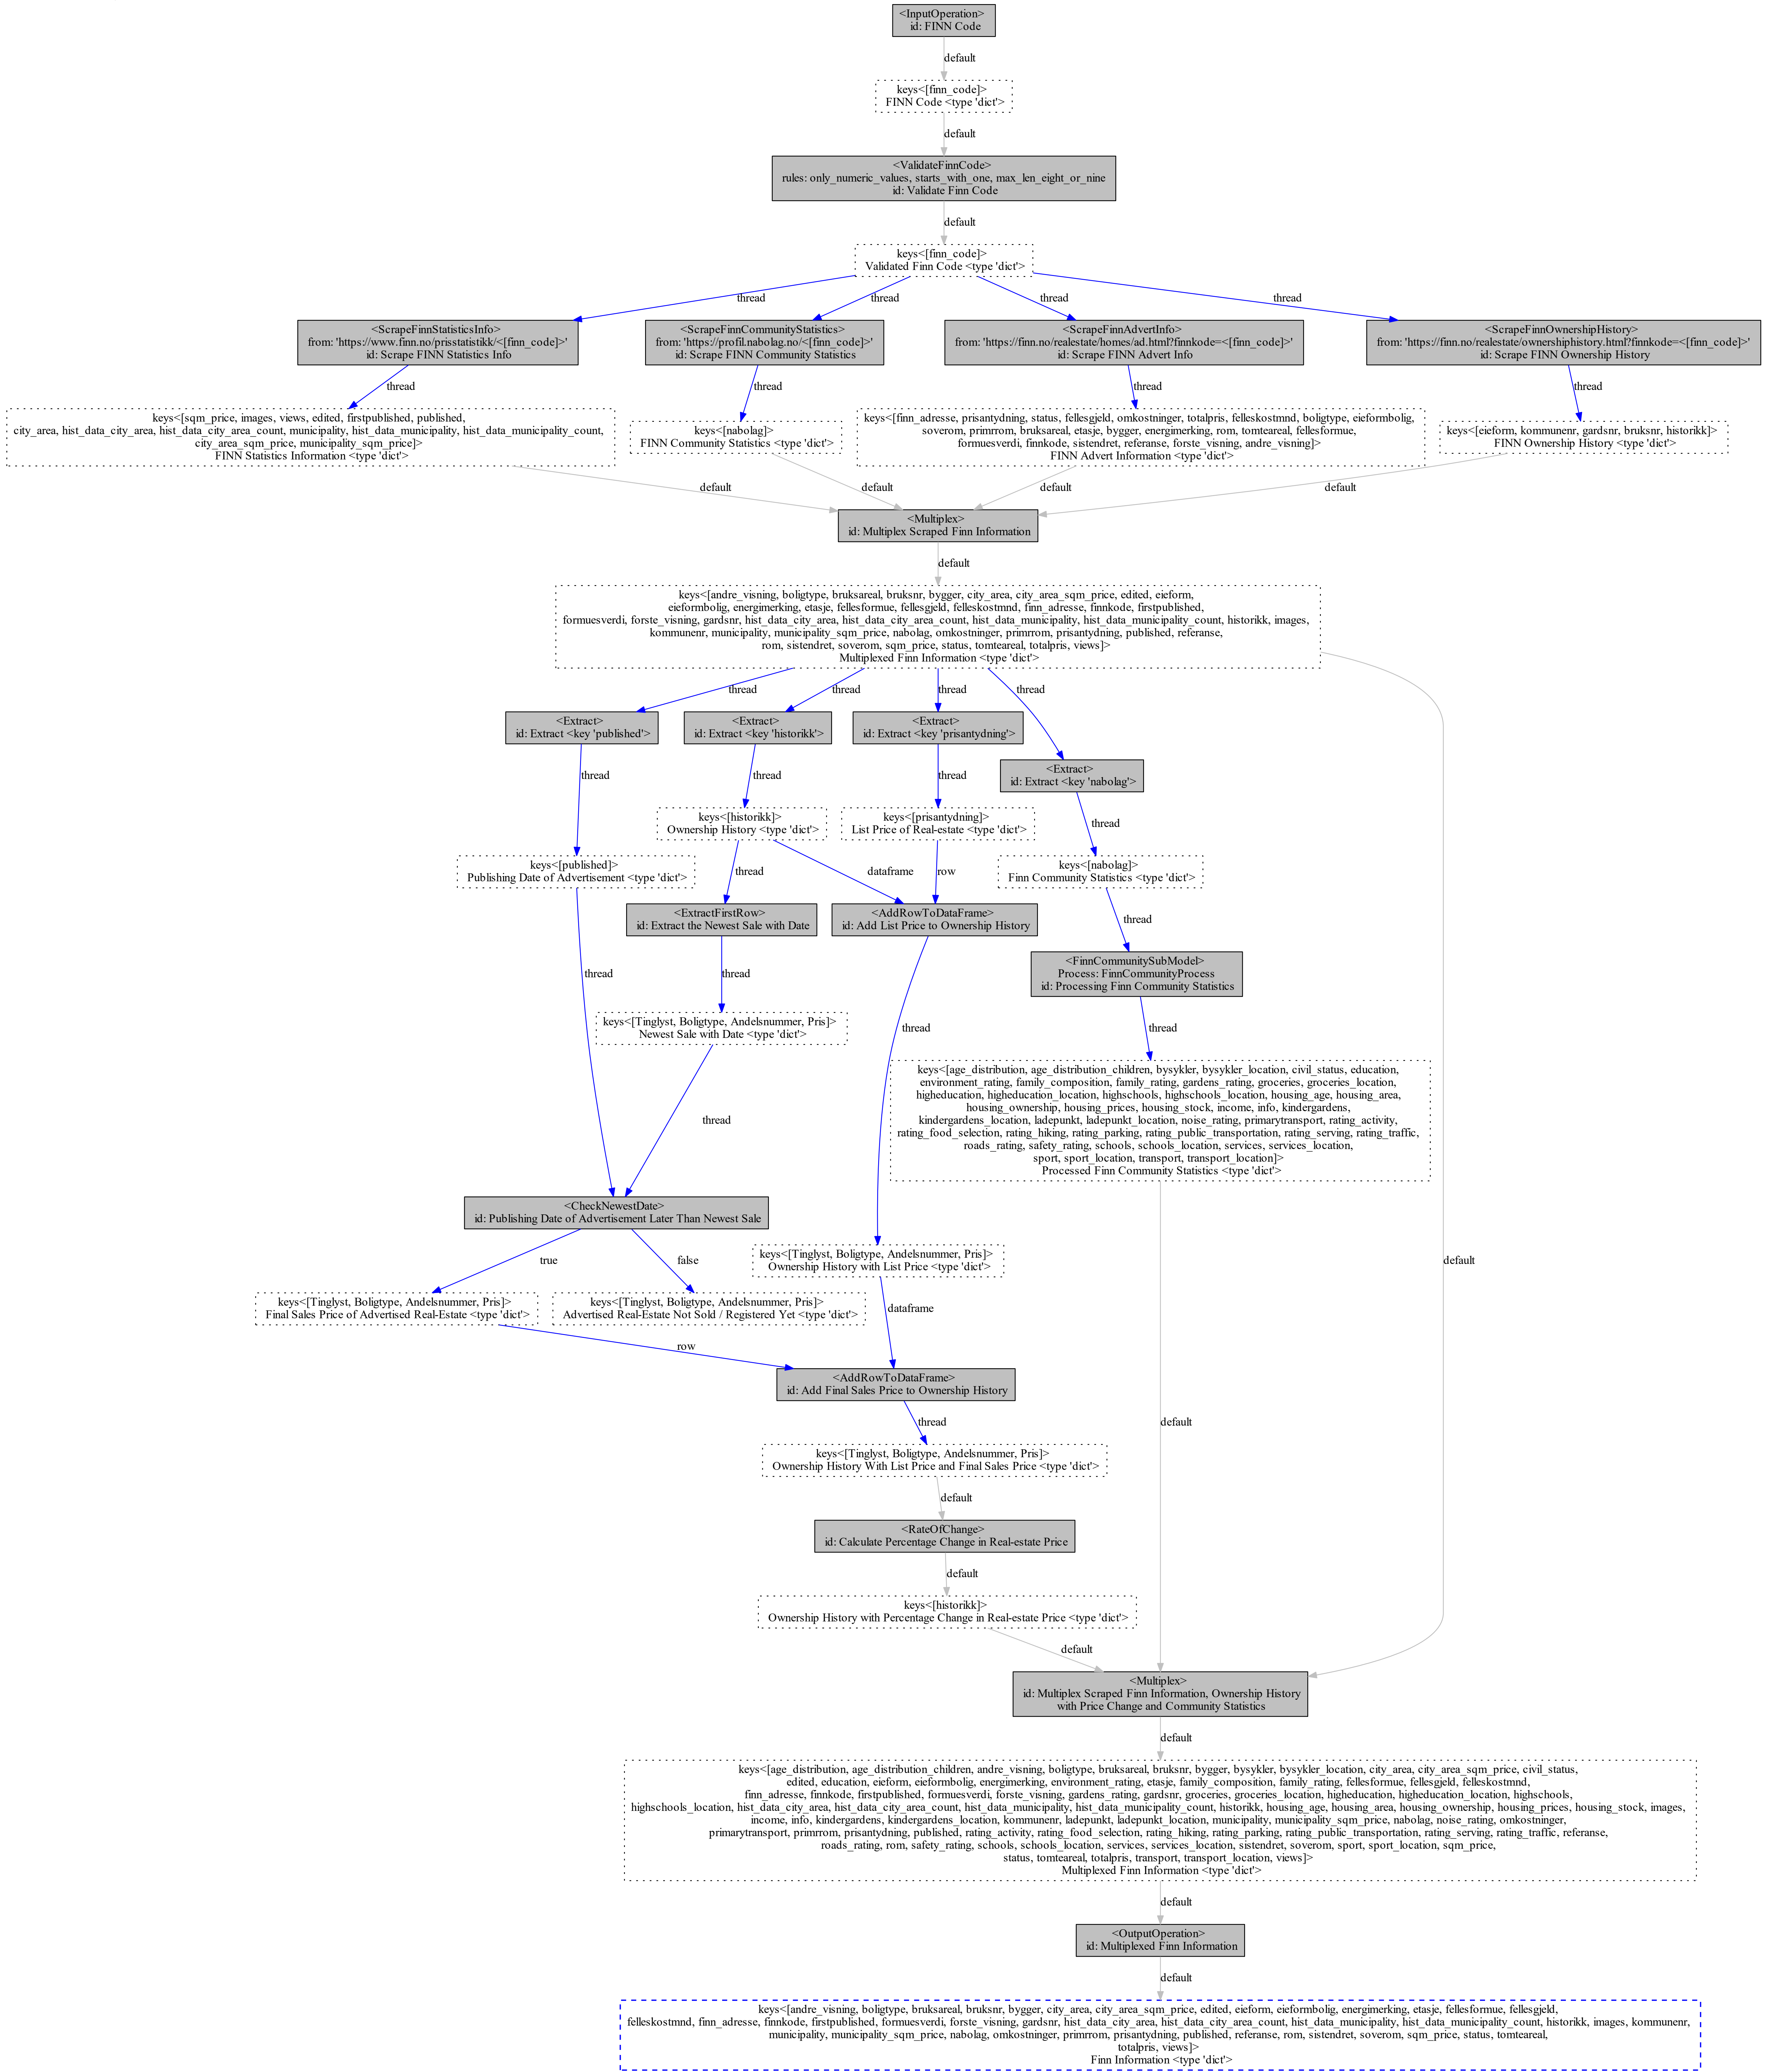 <InputOperation>
id: FINN Code
default
keys<[finn_code]>
FINN Code <type 'dict'>
default
<ValidateFinnCode>
rules: only_numeric_values, starts_with_one, max_len_eight_or_nine
id: Validate Finn Code
default
keys<[finn_code]>
Validated Finn Code <type 'dict'>
thread
thread
thread
thread
<ScrapeFinnStatisticsInfo>
from: 'https://www.finn.no/prisstatistikk/<[finn_code]>'
id: Scrape FINN Statistics Info
<ScrapeFinnCommunityStatistics>
from: 'https://profil.nabolag.no/<[finn_code]>'
id: Scrape FINN Community Statistics
<ScrapeFinnAdvertInfo>
from: 'https://finn.no/realestate/homes/ad.html?finnkode=<[finn_code]>'
id: Scrape FINN Advert Info
<ScrapeFinnOwnershipHistory>
from: 'https://finn.no/realestate/ownershiphistory.html?finnkode=<[finn_code]>'
id: Scrape FINN Ownership History
thread
thread
thread
thread
keys<[sqm_price, images, views, edited, firstpublished, published,
city_area, hist_data_city_area, hist_data_city_area_count, municipality, hist_data_municipality, hist_data_municipality_count,
city_area_sqm_price, municipality_sqm_price]>
FINN Statistics Information <type 'dict'>
keys<[nabolag]>
FINN Community Statistics <type 'dict'>
keys<[finn_adresse, prisantydning, status, fellesgjeld, omkostninger, totalpris, felleskostmnd, boligtype, eieformbolig,
soverom, primrrom, bruksareal, etasje, bygger, energimerking, rom, tomteareal, fellesformue,
formuesverdi, finnkode, sistendret, referanse, forste_visning, andre_visning]>
FINN Advert Information <type 'dict'>
keys<[eieform, kommunenr, gardsnr, bruksnr, historikk]>
FINN Ownership History <type 'dict'>
default
default
default
default
<Multiplex>
id: Multiplex Scraped Finn Information
default
keys<[andre_visning, boligtype, bruksareal, bruksnr, bygger, city_area, city_area_sqm_price, edited, eieform,
eieformbolig, energimerking, etasje, fellesformue, fellesgjeld, felleskostmnd, finn_adresse, finnkode, firstpublished,
formuesverdi, forste_visning, gardsnr, hist_data_city_area, hist_data_city_area_count, hist_data_municipality, hist_data_municipality_count, historikk, images,
kommunenr, municipality, municipality_sqm_price, nabolag, omkostninger, primrrom, prisantydning, published, referanse,
rom, sistendret, soverom, sqm_price, status, tomteareal, totalpris, views]>
Multiplexed Finn Information <type 'dict'>
thread
thread
thread
thread
<Extract>
id: Extract <key 'published'>
<Extract>
id: Extract <key 'historikk'>
<Extract>
id: Extract <key 'prisantydning'>
<Extract>
id: Extract <key 'nabolag'>
thread
thread
thread
thread
keys<[historikk]>
Ownership History <type 'dict'>
keys<[prisantydning]>
List Price of Real-estate <type 'dict'>
keys<[published]>
Publishing Date of Advertisement <type 'dict'>
keys<[nabolag]>
Finn Community Statistics <type 'dict'>
thread
dataframe
row
thread
<ExtractFirstRow>
id: Extract the Newest Sale with Date
<AddRowToDataFrame>
id: Add List Price to Ownership History
<FinnCommunitySubModel>
Process: FinnCommunityProcess
id: Processing Finn Community Statistics
thread
thread
thread
thread
keys<[Tinglyst, Boligtype, Andelsnummer, Pris]>
Newest Sale with Date <type 'dict'>
keys<[age_distribution, age_distribution_children, bysykler, bysykler_location, civil_status, education,
environment_rating, family_composition, family_rating, gardens_rating, groceries, groceries_location,
higheducation, higheducation_location, highschools, highschools_location, housing_age, housing_area,
housing_ownership, housing_prices, housing_stock, income, info, kindergardens,
kindergardens_location, ladepunkt, ladepunkt_location, noise_rating, primarytransport, rating_activity,
rating_food_selection, rating_hiking, rating_parking, rating_public_transportation, rating_serving, rating_traffic,
roads_rating, safety_rating, schools, schools_location, services, services_location,
sport, sport_location, transport, transport_location]>
Processed Finn Community Statistics <type 'dict'>
thread
<CheckNewestDate>
id: Publishing Date of Advertisement Later Than Newest Sale
true
false
keys<[Tinglyst, Boligtype, Andelsnummer, Pris]>
Ownership History with List Price <type 'dict'>
default
keys<[Tinglyst, Boligtype, Andelsnummer, Pris]>
Final Sales Price of Advertised Real-Estate <type 'dict'>
keys<[Tinglyst, Boligtype, Andelsnummer, Pris]>
Advertised Real-Estate Not Sold / Registered Yet <type 'dict'>
dataframe
row
<AddRowToDataFrame>
id: Add Final Sales Price to Ownership History
thread
default
keys<[Tinglyst, Boligtype, Andelsnummer, Pris]>
Ownership History With List Price and Final Sales Price <type 'dict'>
default
<RateOfChange>
id: Calculate Percentage Change in Real-estate Price
default
keys<[historikk]>
Ownership History with Percentage Change in Real-estate Price <type 'dict'>
default
<Multiplex>
id: Multiplex Scraped Finn Information, Ownership History
with Price Change and Community Statistics
default
keys<[age_distribution, age_distribution_children, andre_visning, boligtype, bruksareal, bruksnr, bygger, bysykler, bysykler_location, city_area, city_area_sqm_price, civil_status,
edited, education, eieform, eieformbolig, energimerking, environment_rating, etasje, family_composition, family_rating, fellesformue, fellesgjeld, felleskostmnd,
finn_adresse, finnkode, firstpublished, formuesverdi, forste_visning, gardens_rating, gardsnr, groceries, groceries_location, higheducation, higheducation_location, highschools,
highschools_location, hist_data_city_area, hist_data_city_area_count, hist_data_municipality, hist_data_municipality_count, historikk, housing_age, housing_area, housing_ownership, housing_prices, housing_stock, images,
income, info, kindergardens, kindergardens_location, kommunenr, ladepunkt, ladepunkt_location, municipality, municipality_sqm_price, nabolag, noise_rating, omkostninger,
primarytransport, primrrom, prisantydning, published, rating_activity, rating_food_selection, rating_hiking, rating_parking, rating_public_transportation, rating_serving, rating_traffic, referanse,
roads_rating, rom, safety_rating, schools, schools_location, services, services_location, sistendret, soverom, sport, sport_location, sqm_price,
status, tomteareal, totalpris, transport, transport_location, views]>
Multiplexed Finn Information <type 'dict'>
default
<OutputOperation>
id: Multiplexed Finn Information
default
keys<[andre_visning, boligtype, bruksareal, bruksnr, bygger, city_area, city_area_sqm_price, edited, eieform, eieformbolig, energimerking, etasje, fellesformue, fellesgjeld,
felleskostmnd, finn_adresse, finnkode, firstpublished, formuesverdi, forste_visning, gardsnr, hist_data_city_area, hist_data_city_area_count, hist_data_municipality, hist_data_municipality_count, historikk, images, kommunenr,
municipality, municipality_sqm_price, nabolag, omkostninger, primrrom, prisantydning, published, referanse, rom, sistendret, soverom, sqm_price, status, tomteareal,
totalpris, views]>
Finn Information <type 'dict'>